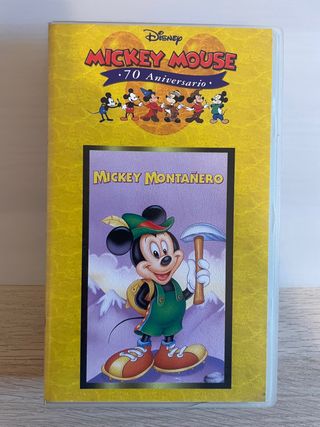 Disney
MICKEY MOUSE
· 70 Aniversario ·
MICKEY MONTAÑERO